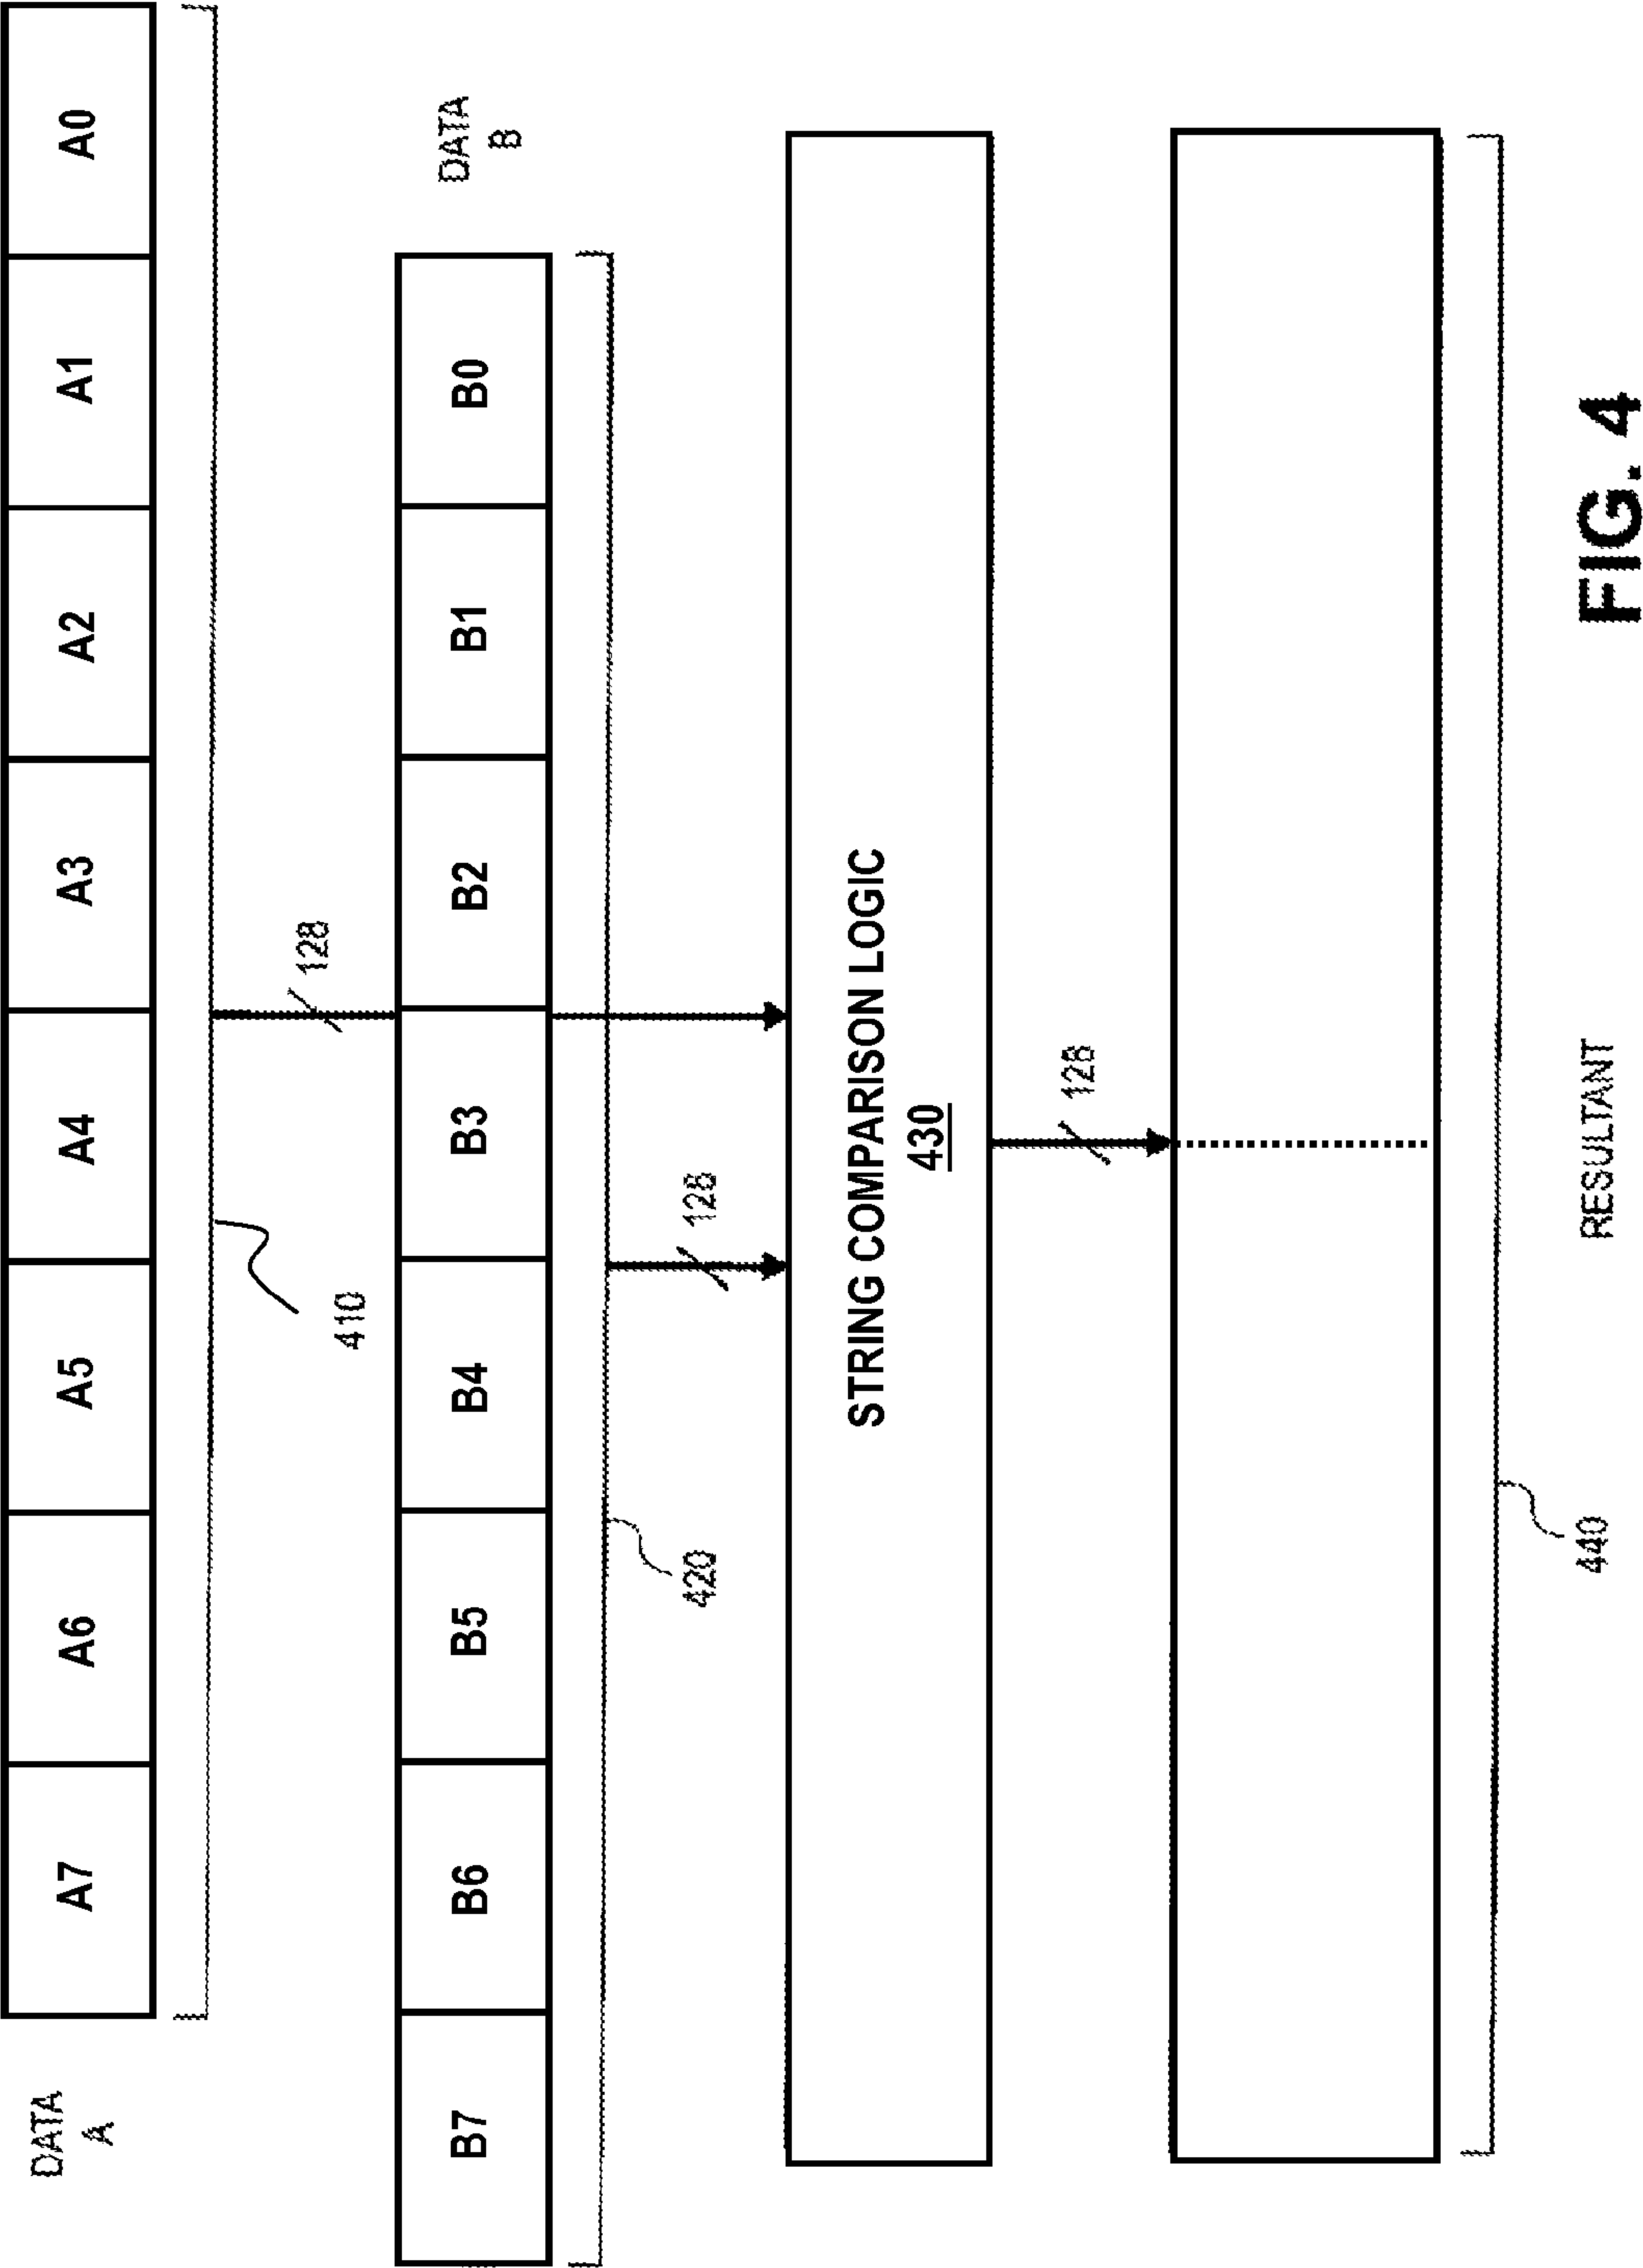 DATA
A
A7 A6 A5 A4 A3 A2 A1 A0
410
128
DATA
B
B7 B6 B5 B4 B3 B2 B1 B0
420
128
STRING COMPARISON LOGIC
430
128
440
RESULTANT
FIG. 4